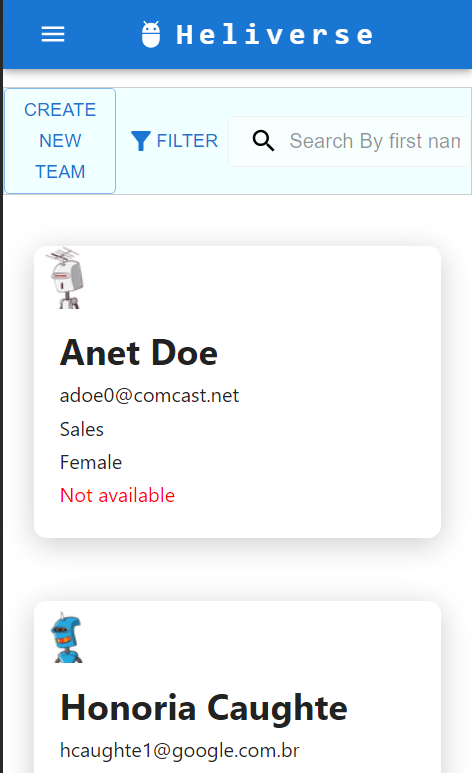 Heliverse
CREATE
NEW
TEAM
FILTER
Search By first nan
Anet Doe
adoe0@comcast.net
Sales
Female
Not available
Honoria Caughte
hcaughte1@google.com.br